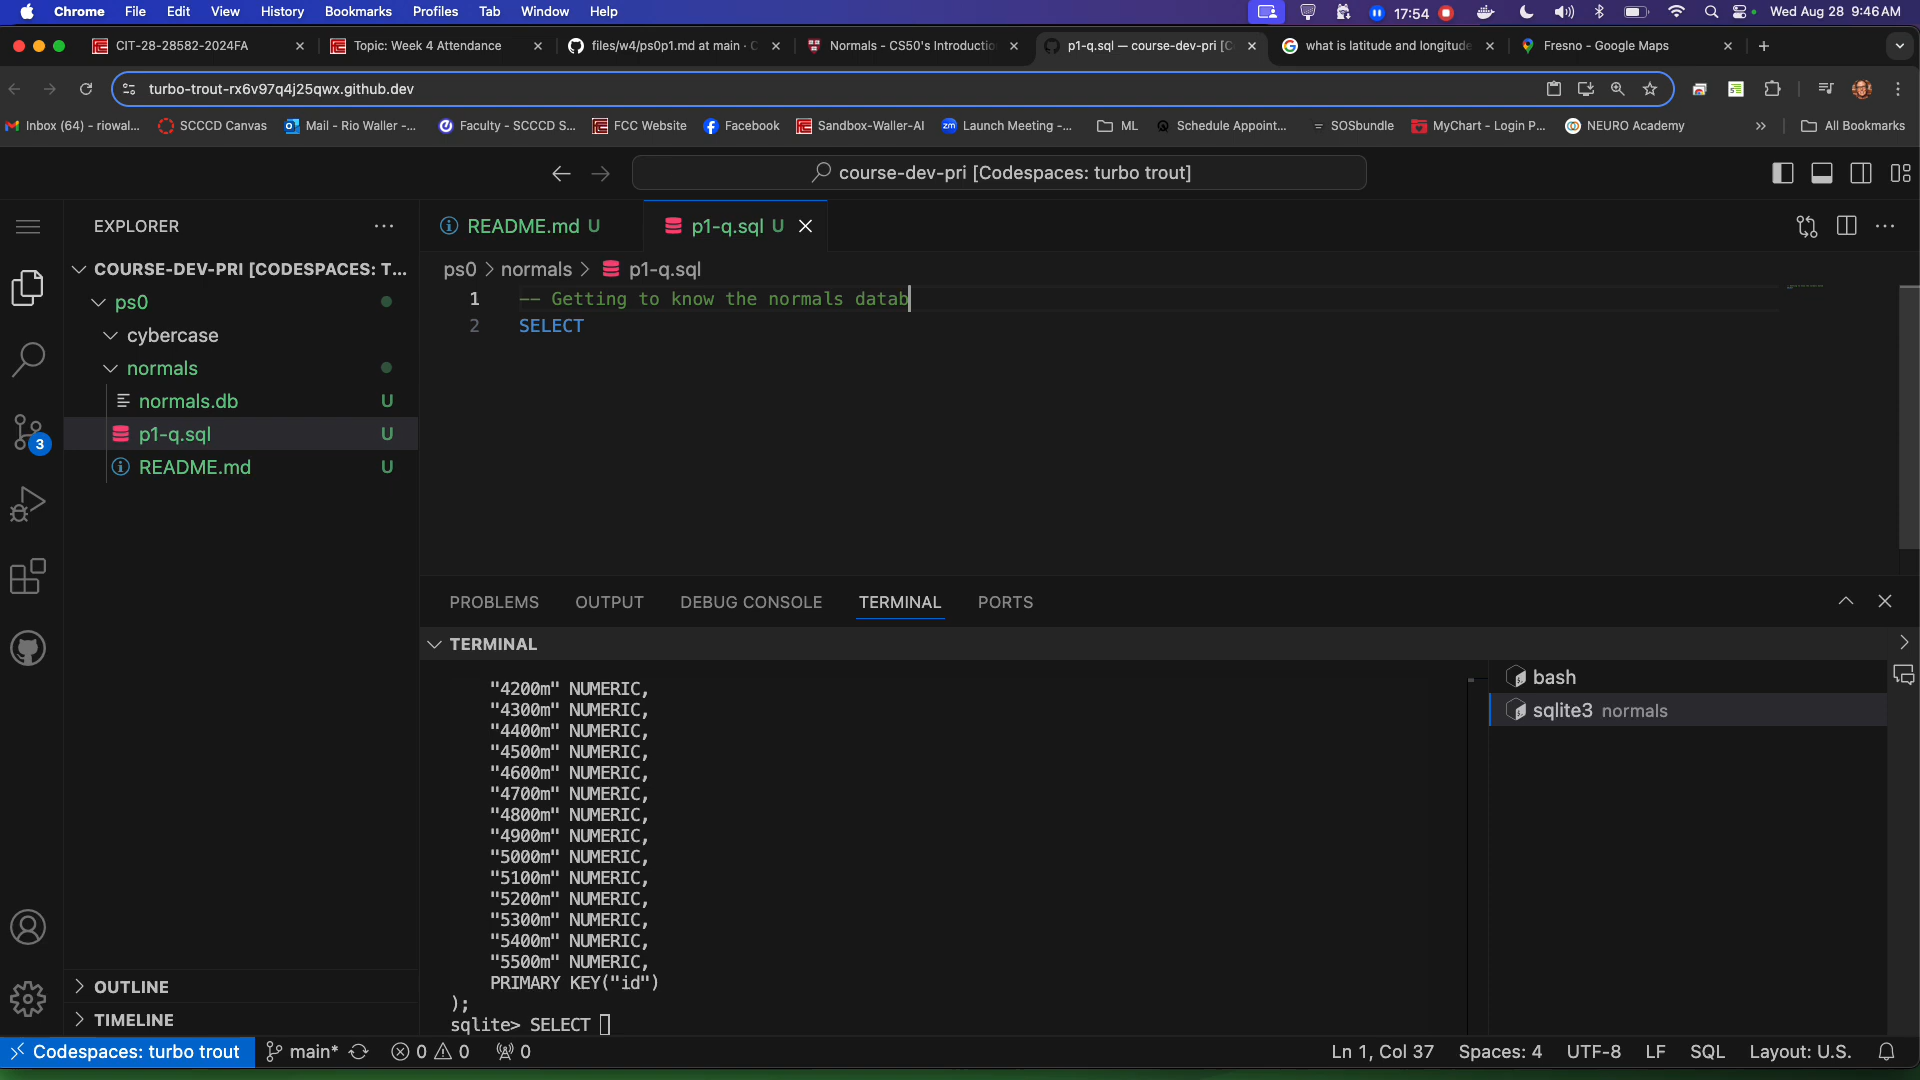 Chrome File Edit View History Bookmarks Profiles Tab Window Help 17:54 Wed Aug 28 9:46 AM
CIT-28-28582-2024FA Topic: Week 4 Attendance files/w4/ps0p1.md at main · C Normals - CS50's Introductio p1-q.sql — course-dev-pri [C what is latitude and longitude Fresno - Google Maps
turbo-trout-rx6v97q4j25qwx.github.dev
Inbox (64) - riowal... SCCCD Canvas Mail - Rio Waller -... Faculty - SCCCD S... FCC Website Facebook Sandbox-Waller-AI Launch Meeting -... ML Schedule Appoint... SOSbundle MyChart - Login P... NEURO Academy » All Bookmarks
course-dev-pri [Codespaces: turbo trout]
EXPLORER
COURSE-DEV-PRI [CODESPACES: T...
ps0
cybercase
normals
normals.db U
p1-q.sql U
README.md U
OUTLINE
TIMELINE
3
README.md U p1-q.sql U
ps0 > normals > p1-q.sql
1 -- Getting to know the normals datab
2 SELECT
PROBLEMS OUTPUT DEBUG CONSOLE TERMINAL PORTS
TERMINAL
"4200m" NUMERIC,
"4300m" NUMERIC,
"4400m" NUMERIC,
"4500m" NUMERIC,
"4600m" NUMERIC,
"4700m" NUMERIC,
"4800m" NUMERIC,
"4900m" NUMERIC,
"5000m" NUMERIC,
"5100m" NUMERIC,
"5200m" NUMERIC,
"5300m" NUMERIC,
"5400m" NUMERIC,
"5500m" NUMERIC,
PRIMARY KEY("id")
);
sqlite> SELECT
bash
sqlite3 normals
Codespaces: turbo trout main* 0 0 0 Ln 1, Col 37 Spaces: 4 UTF-8 LF SQL Layout: U.S.